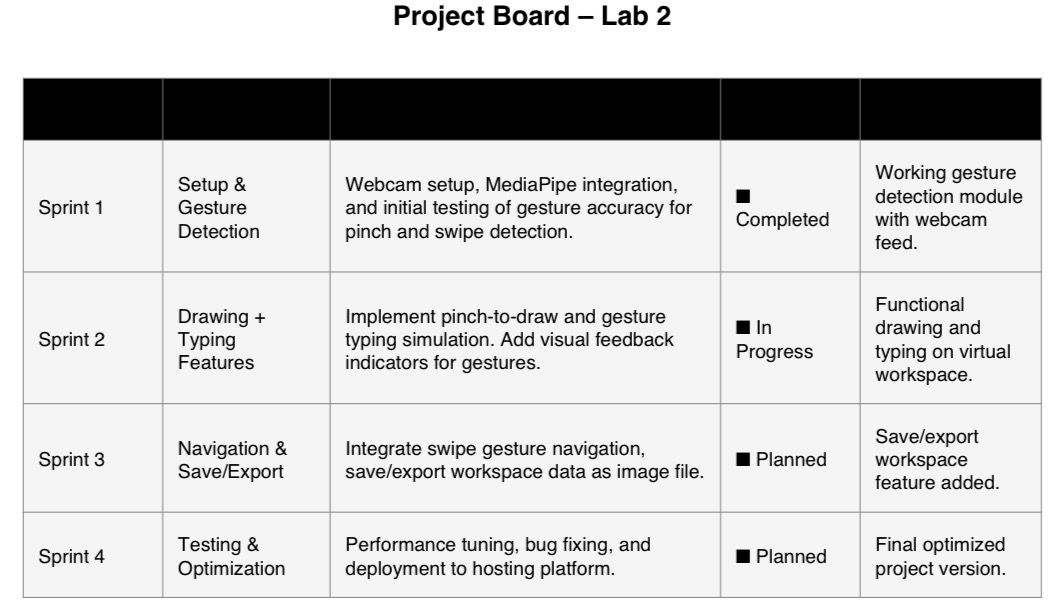 Project Board – Lab 2
Sprint 1
Setup &
Gesture
Detection
Webcam setup, MediaPipe integration,
and initial testing of gesture accuracy for
pinch and swipe detection.
■
Completed
Working gesture
detection module
with webcam
feed.
Sprint 2
Drawing +
Typing
Features
Implement pinch-to-draw and gesture
typing simulation. Add visual feedback
indicators for gestures.
■ In
Progress
Functional
drawing and
typing on virtual
workspace.
Sprint 3
Navigation &
Save/Export
Integrate swipe gesture navigation,
save/export workspace data as image file.
■ Planned
Save/export
workspace
feature added.
Sprint 4
Testing &
Optimization
Performance tuning, bug fixing, and
deployment to hosting platform.
■ Planned
Final optimized
project version.